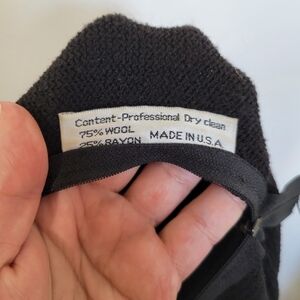 Content-Professional Dry clean
75% WOOL
25% RAYON MADE IN U.S.A